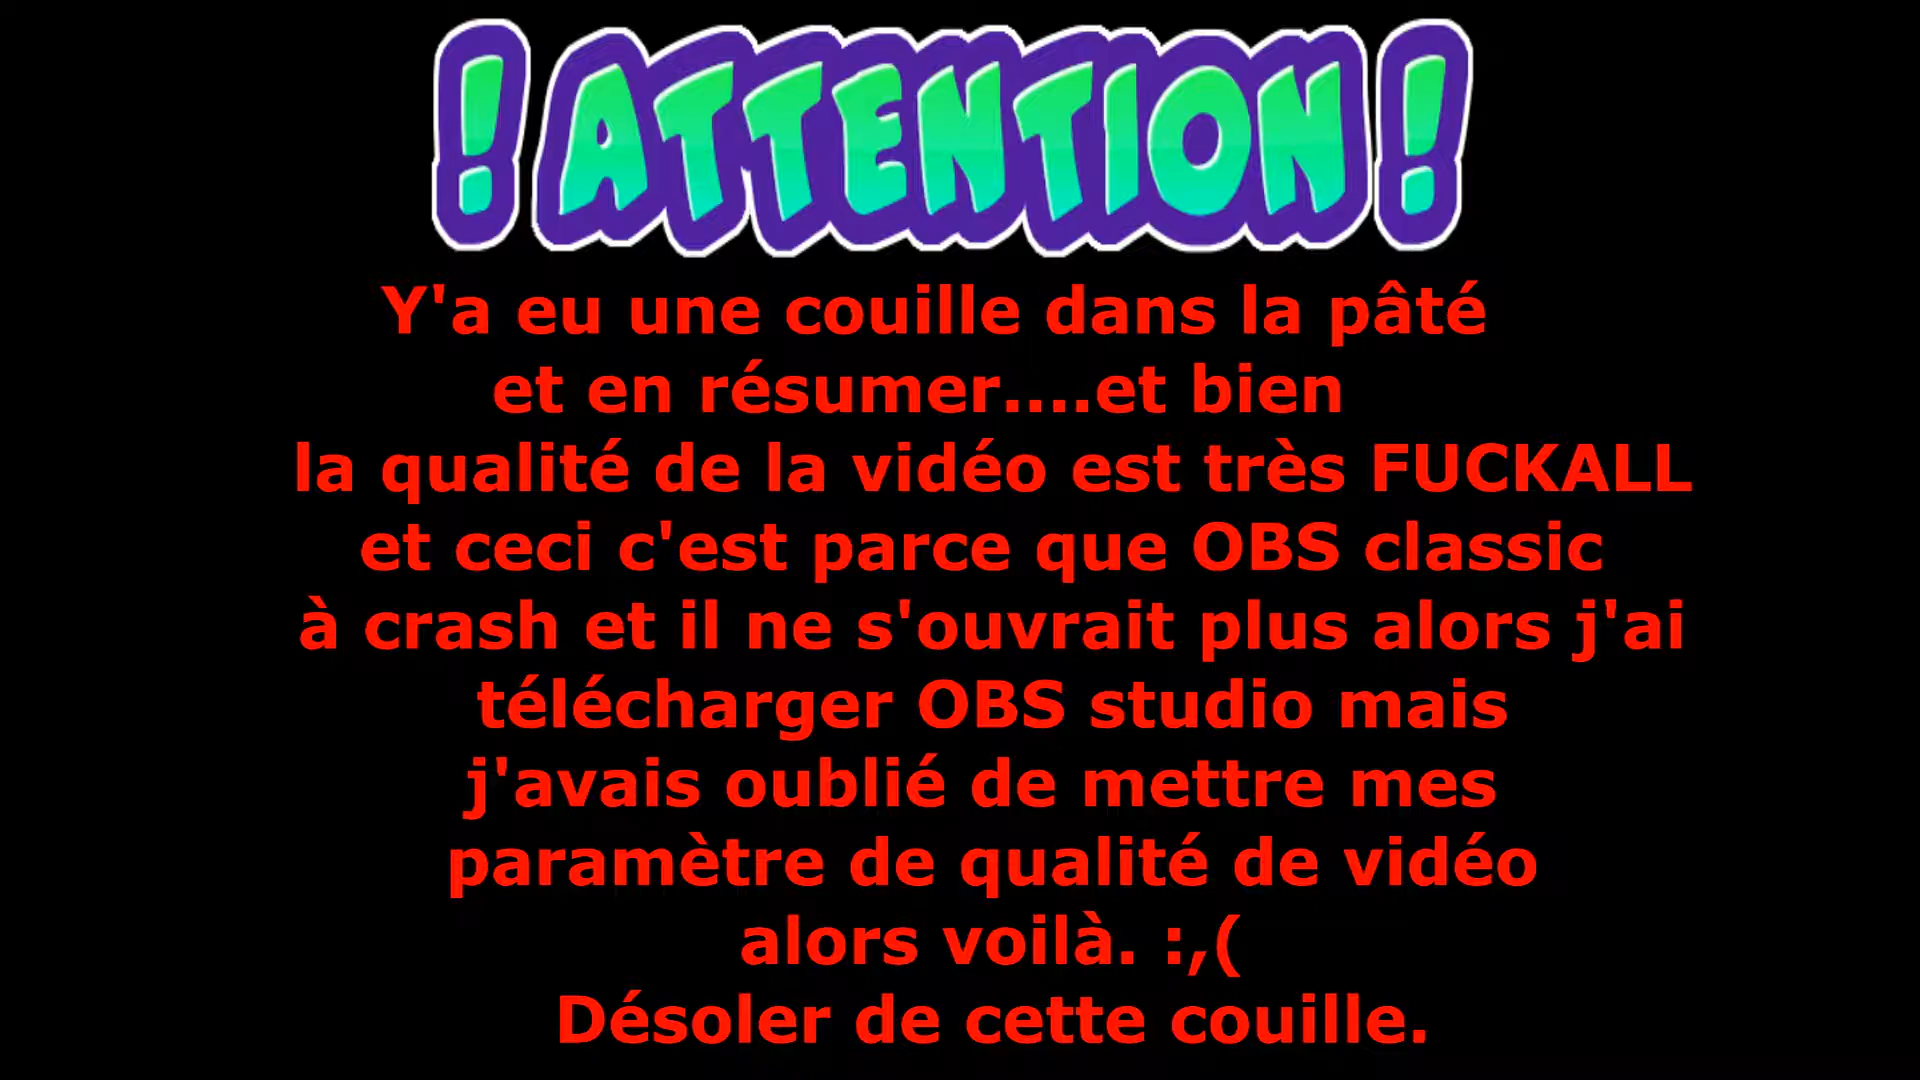 ! ATTENTION !
Y'a eu une couille dans la pâté
et en résumer....et bien
la qualité de la vidéo est très FUCKALL
et ceci c'est parce que OBS classic
à crash et il ne s'ouvrait plus alors j'ai
télécharger OBS studio mais
j'avais oublié de mettre mes
paramètre de qualité de vidéo
alors voilà. :,(
Désoler de cette couille.